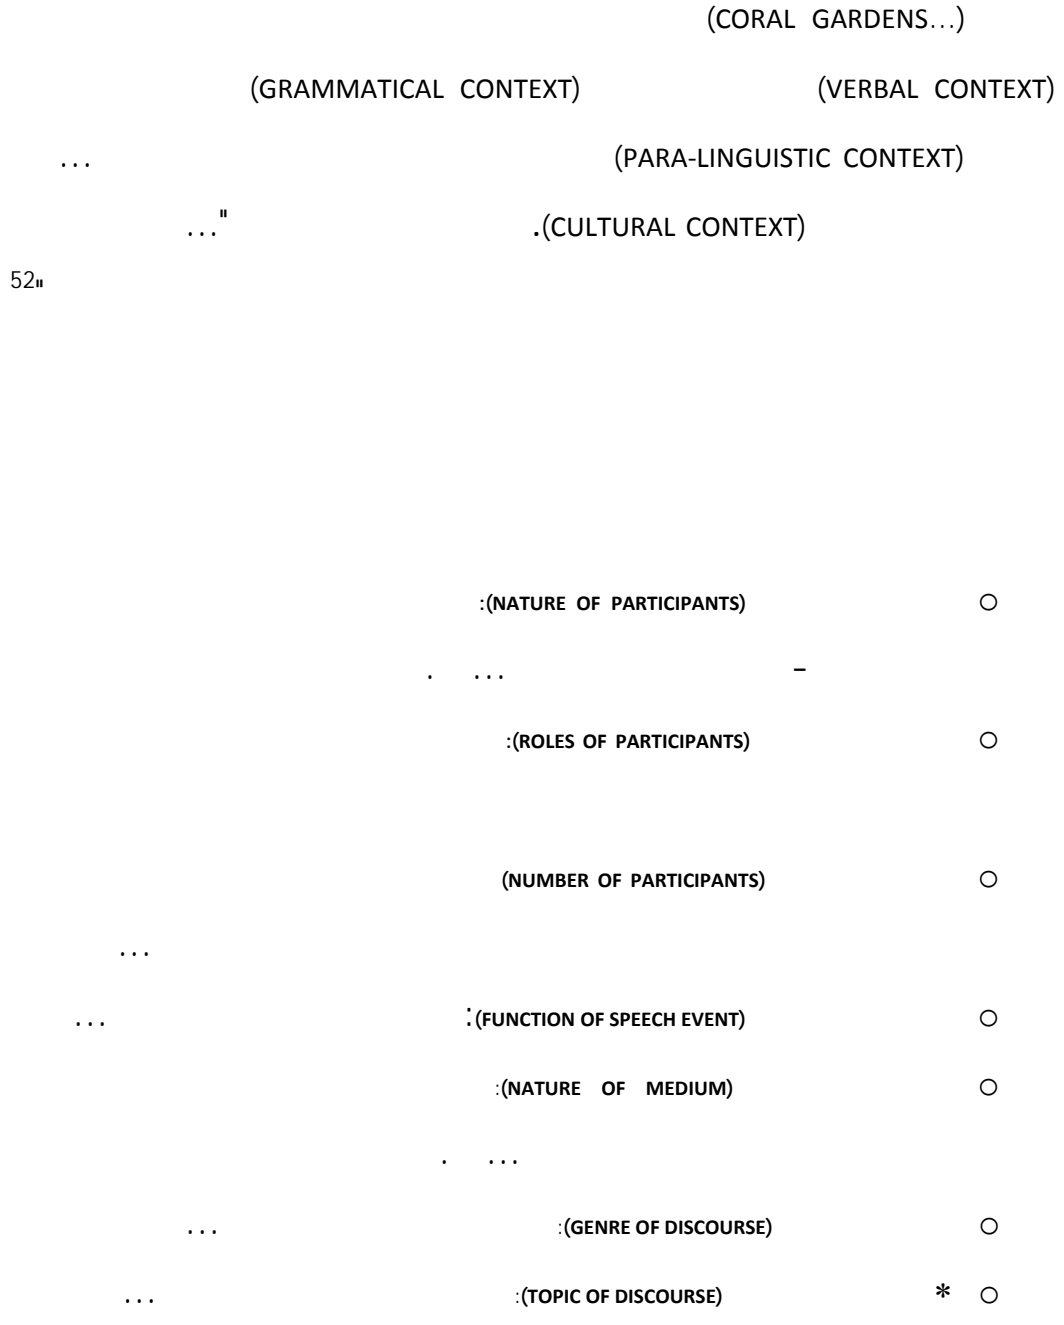 (CORAL GARDENS…)
(VERBAL CONTEXT) (GRAMMATICAL CONTEXT)
(PARA-LINGUISTIC CONTEXT) ...
(CULTURAL CONTEXT). "...
"52
○ (NATURE OF PARTICIPANTS):
– ... .
○ (ROLES OF PARTICIPANTS):
○ (NUMBER OF PARTICIPANTS)
...
○ (FUNCTION OF SPEECH EVENT): ...
○ (NATURE OF MEDIUM):
... .
○ (GENRE OF DISCOURSE): ...
○ * (TOPIC OF DISCOURSE): ...